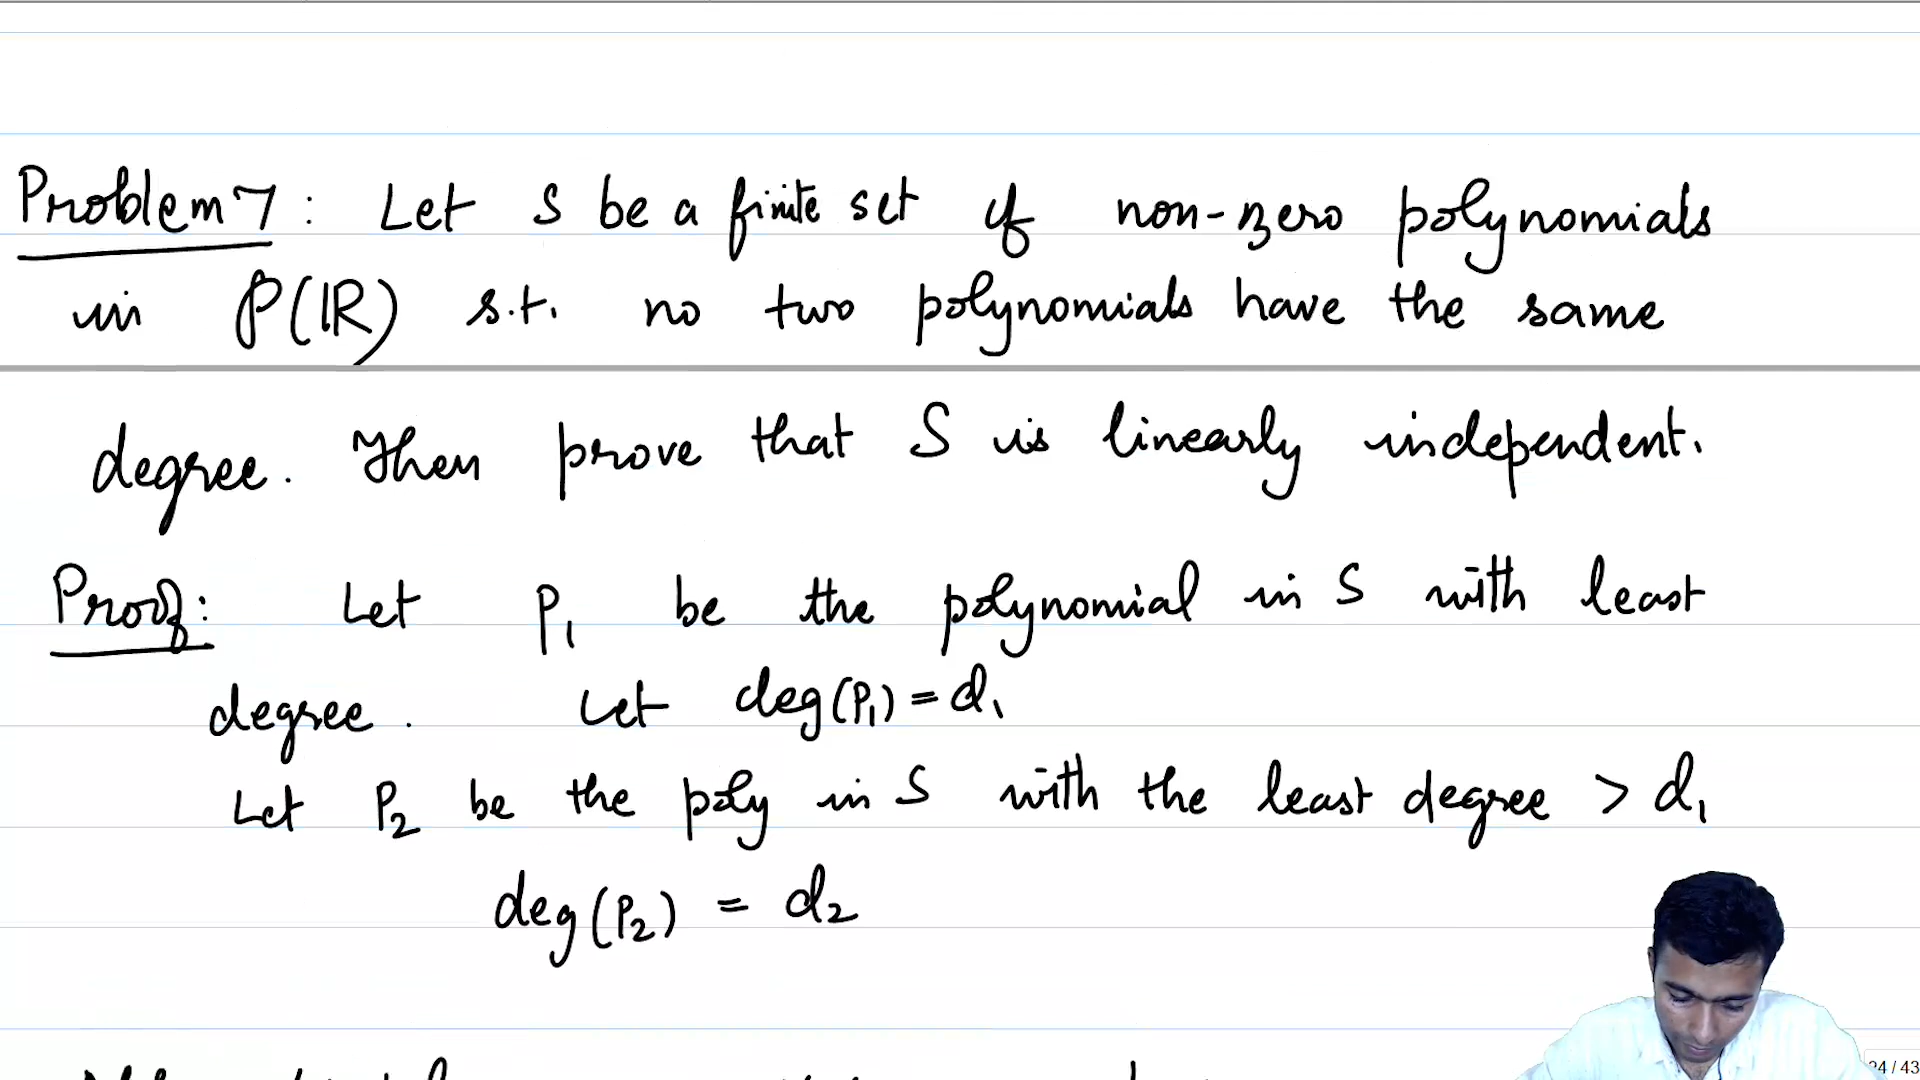 Problem 7 : Let S be a finite set of non-zero polynomials
in P(IR) s.t. no two polynomials have the same
degree. Then prove that S is linearly independent.
Proof: Let P₁ be the polynomial in S with least
degree. Let deg(P₁) = d₁
Let P₂ be the poly in S with the least degree > d₁
deg(P₂) = d₂
24 / 43